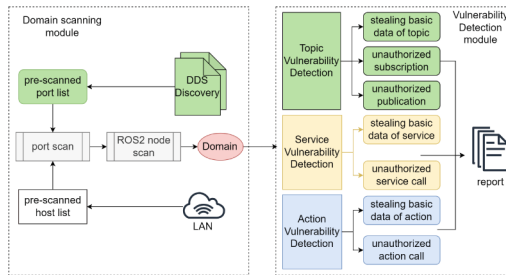 Domain scanning
module
pre-scanned
port list
DDS
Discovery
port scan
ROS2 node
scan
Domain
pre-scanned
host list
LAN
Vulnerability
Detection
module
Topic
Vulnerability
Detection
stealing basic
data of topic
unauthorized
subscription
unauthorized
publication
Service
Vulnerability
Detection
stealing basic
data of service
unauthorized
service call
Action
Vulnerability
Detection
stealing basic
data of action
unauthorized
action call
report